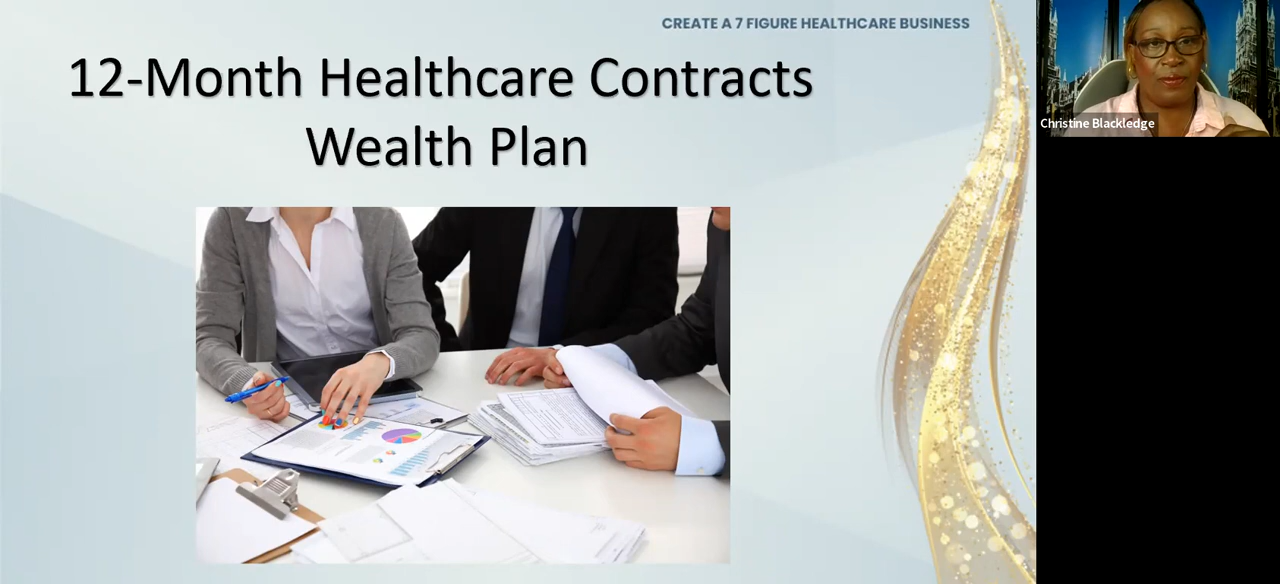 CREATE A 7 FIGURE HEALTHCARE BUSINESS
12-Month Healthcare Contracts
Wealth Plan
Christine Blackledge